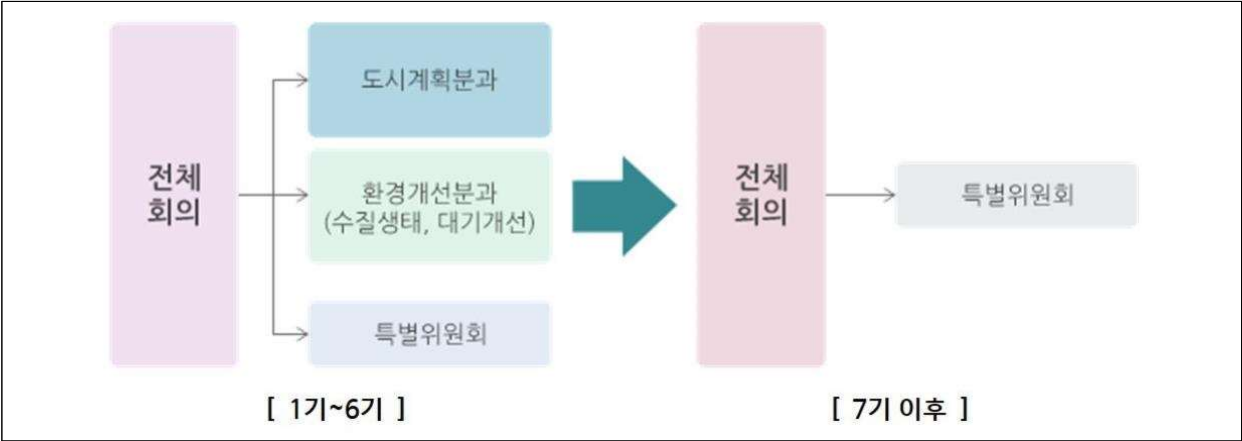 전체
회의
도시계획분과
환경개선분과
(수질생태, 대기개선)
특별위원회
[ 1기~6기 ]
전체
회의
특별위원회
[ 7기 이후 ]